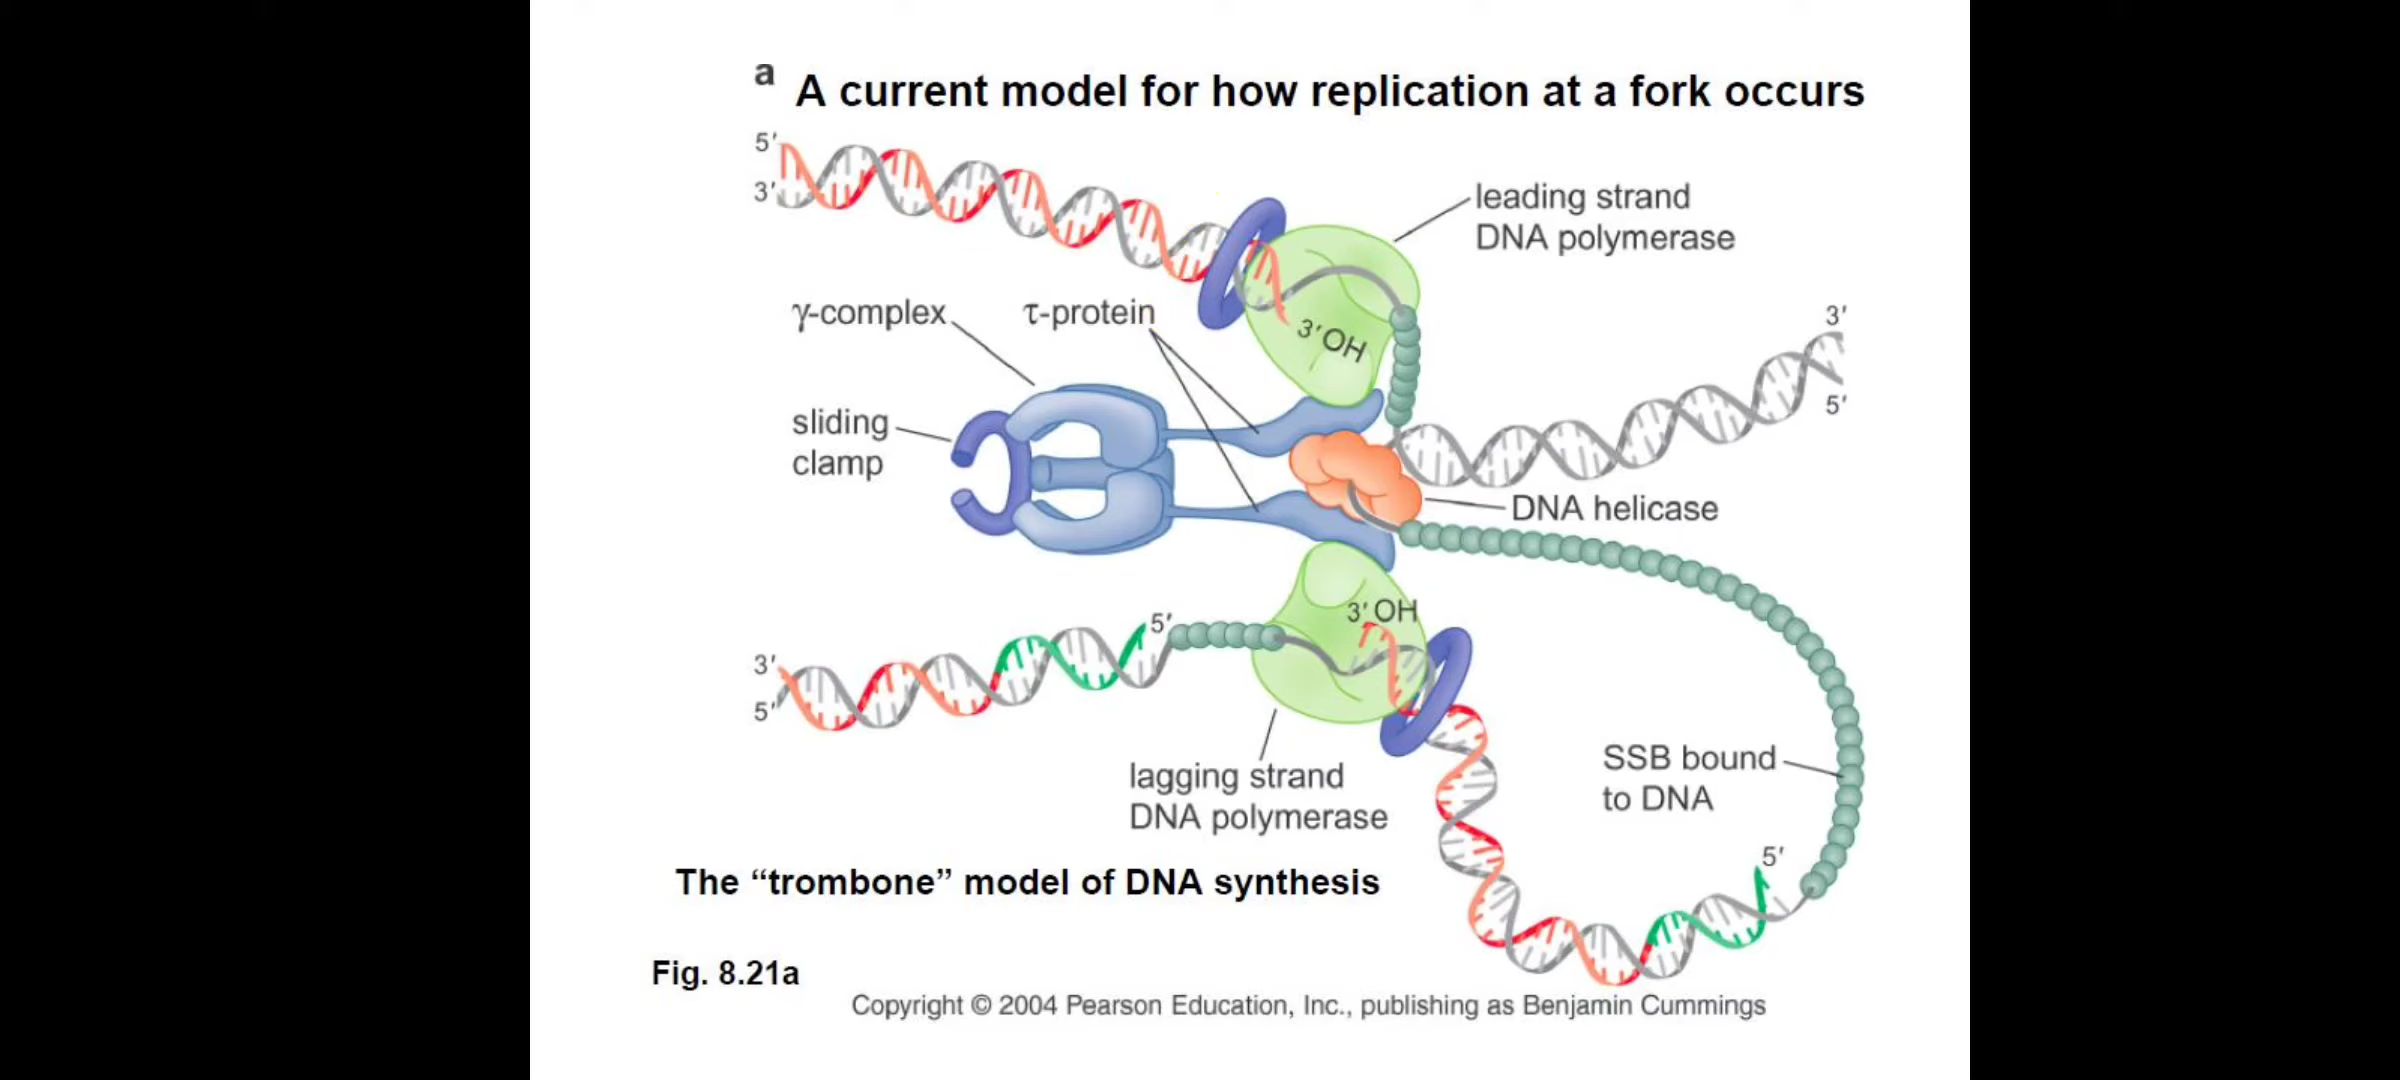 a
A current model for how replication at a fork occurs
5′
3′
leading strand
DNA polymerase
γ-complex
τ-protein
3′ OH
3′
sliding
clamp
5′
DNA helicase
3′ OH
5′
3′
5′
lagging strand
DNA polymerase
SSB bound
to DNA
5′
The “trombone” model of DNA synthesis
Fig. 8.21a
Copyright © 2004 Pearson Education, Inc., publishing as Benjamin Cummings